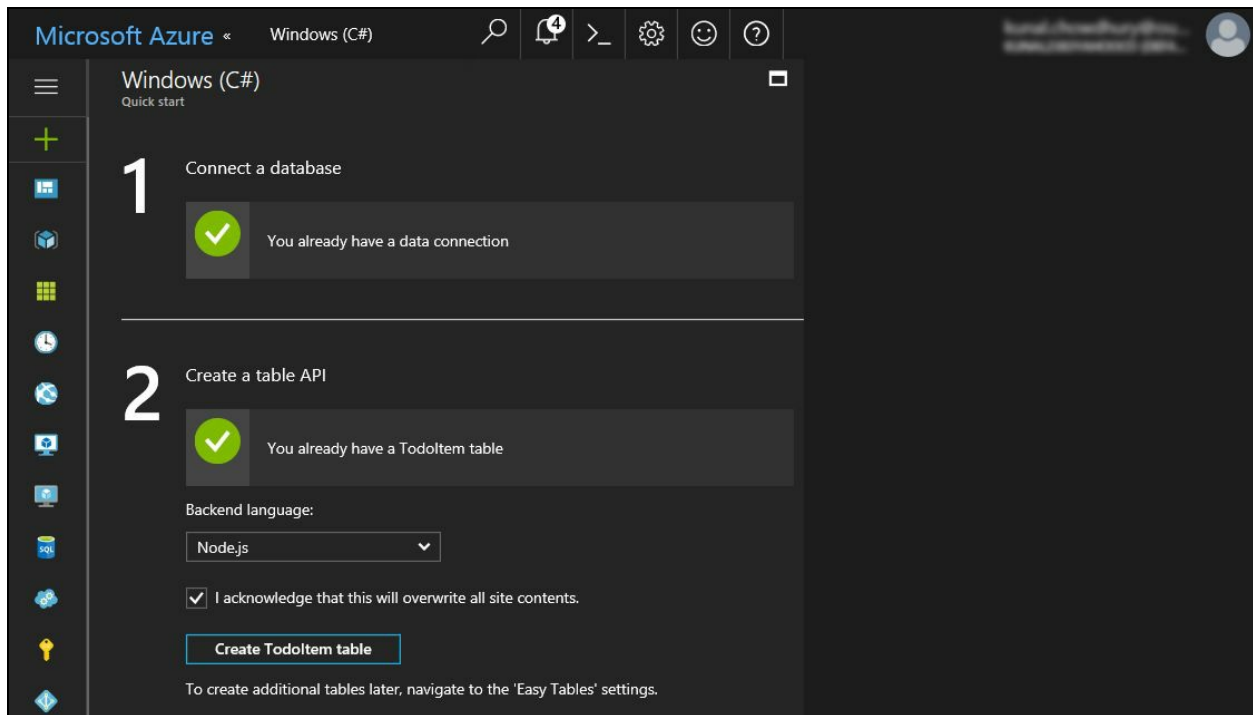 Microsoft Azure « Windows (C#) 4 >_ ?
Windows (C#)
Quick start
1 Connect a database
You already have a data connection
2 Create a table API
You already have a TodoItem table
Backend language:
Node.js
I acknowledge that this will overwrite all site contents.
Create TodoItem table
To create additional tables later, navigate to the 'Easy Tables' settings.
SQL